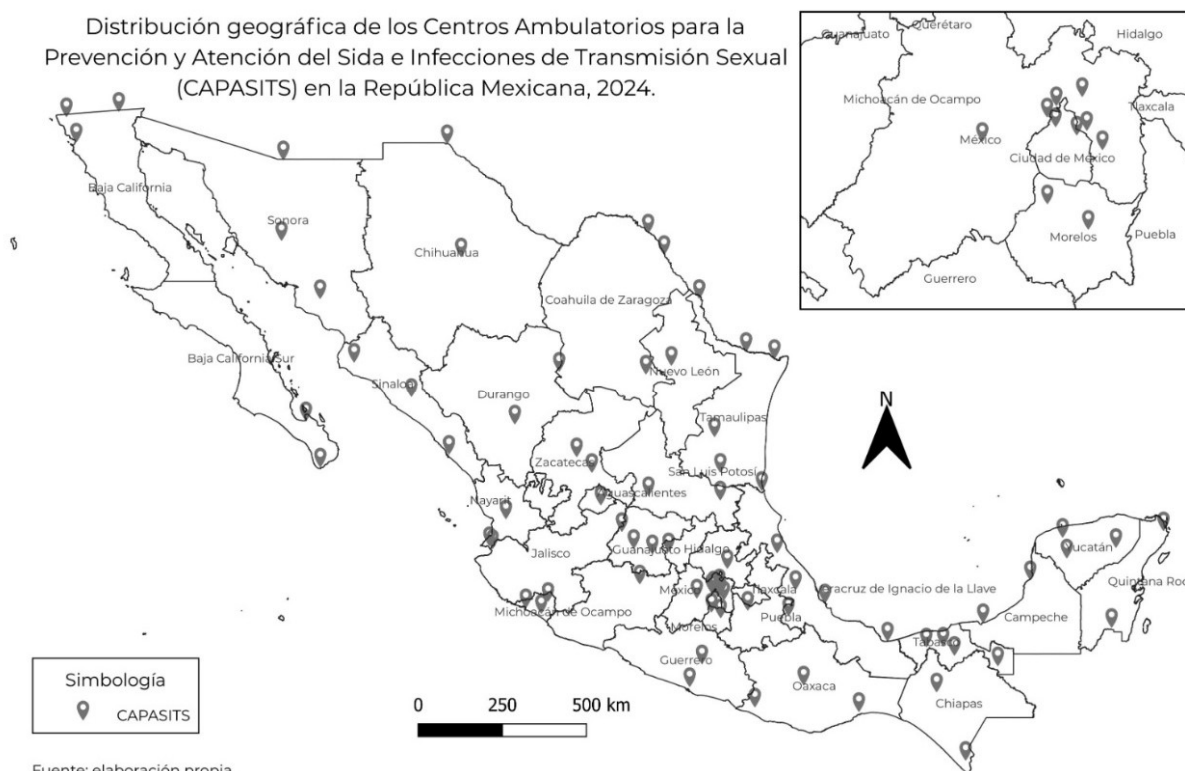 Distribución geográfica de los Centros Ambulatorios para la
Prevención y Atención del Sida e Infecciones de Transmisión Sexual
(CAPASITS) en la República Mexicana, 2024.
Baja California
Sonora
Chihuahua
Coahuila de Zaragoza
Baja California Sur
Sinaloa
Nuevo León
Durango
Tamaulipas
Zacatecas
San Luis Potosí
Aguascalientes
Nayarit
Jalisco
Guanajuato
Hidalgo
México
Tlaxcala
Veracruz de Ignacio de la Llave
Michoacán de Ocampo
Morelos
Puebla
Guerrero
Oaxaca
Tabasco
Chiapas
Campeche
Yucatán
Quintana Roo
Guanajuato
Querétaro
Hidalgo
Michoacán de Ocampo
Tlaxcala
México
Ciudad de México
Morelos
Puebla
Guerrero
N
Simbología
CAPASITS
0 250 500 km
Fuente: elaboración propia